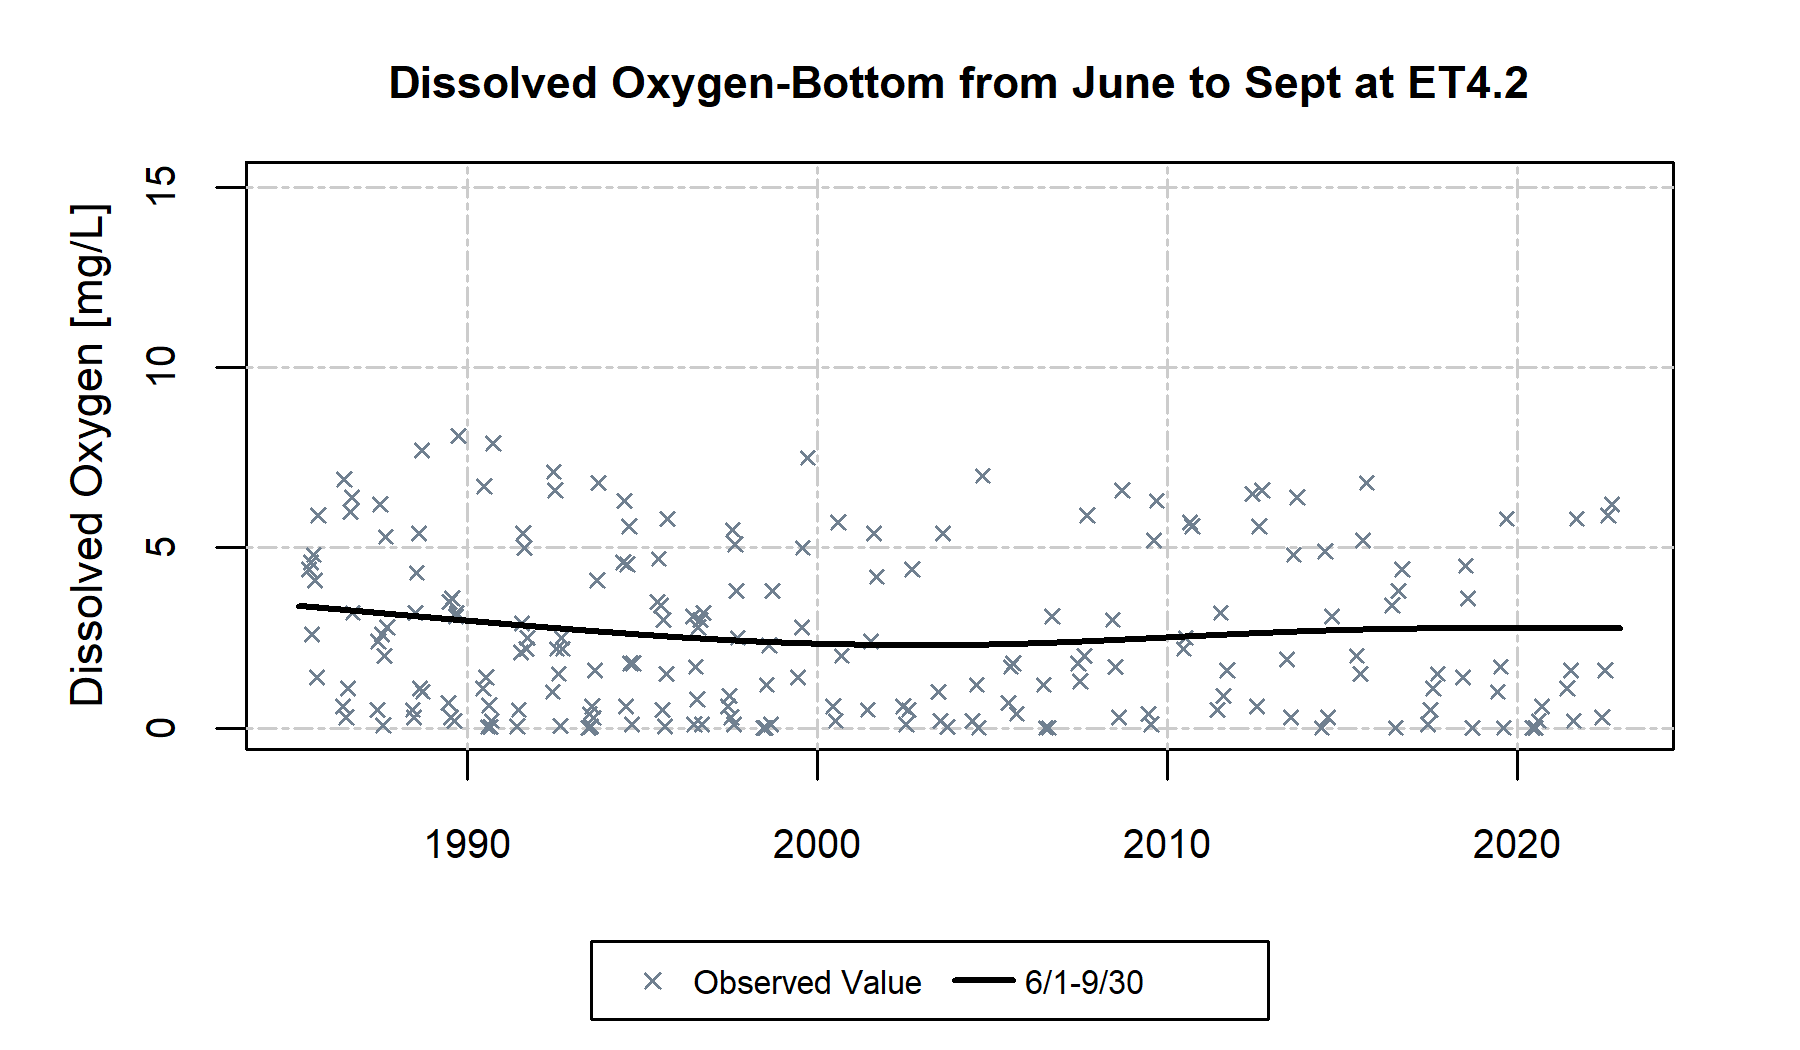 Dissolved Oxygen-Bottom from June to Sept at ET4.2
Dissolved Oxygen [mg/L]
15
10
5
0
1990 2000 2010 2020
Observed Value 6/1-9/30